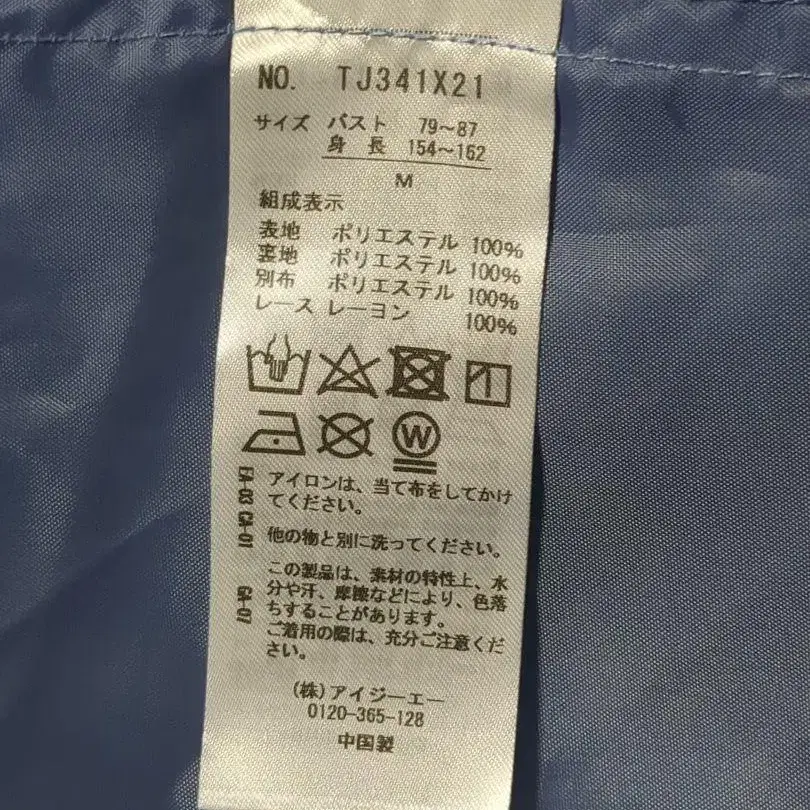 NO. TJ341X21
サイズ バスト 79～87
身長 154～162
M
組成表示
表地 ポリエステル 100%
裏地 ポリエステル 100%
別布 ポリエステル 100%
レース レーヨン 100%
W
アイロンは、当て布をしてかけ
てください。
他の物と別に洗ってください。
この製品は、素材の特性上、水
分や汗、摩擦などにより、色落
ちすることがあります。
ご着用の際は、充分ご注意くだ
さい。
EA-03 CA-01
GA-07
(株)アイジーエー
0120-365-128
中国製